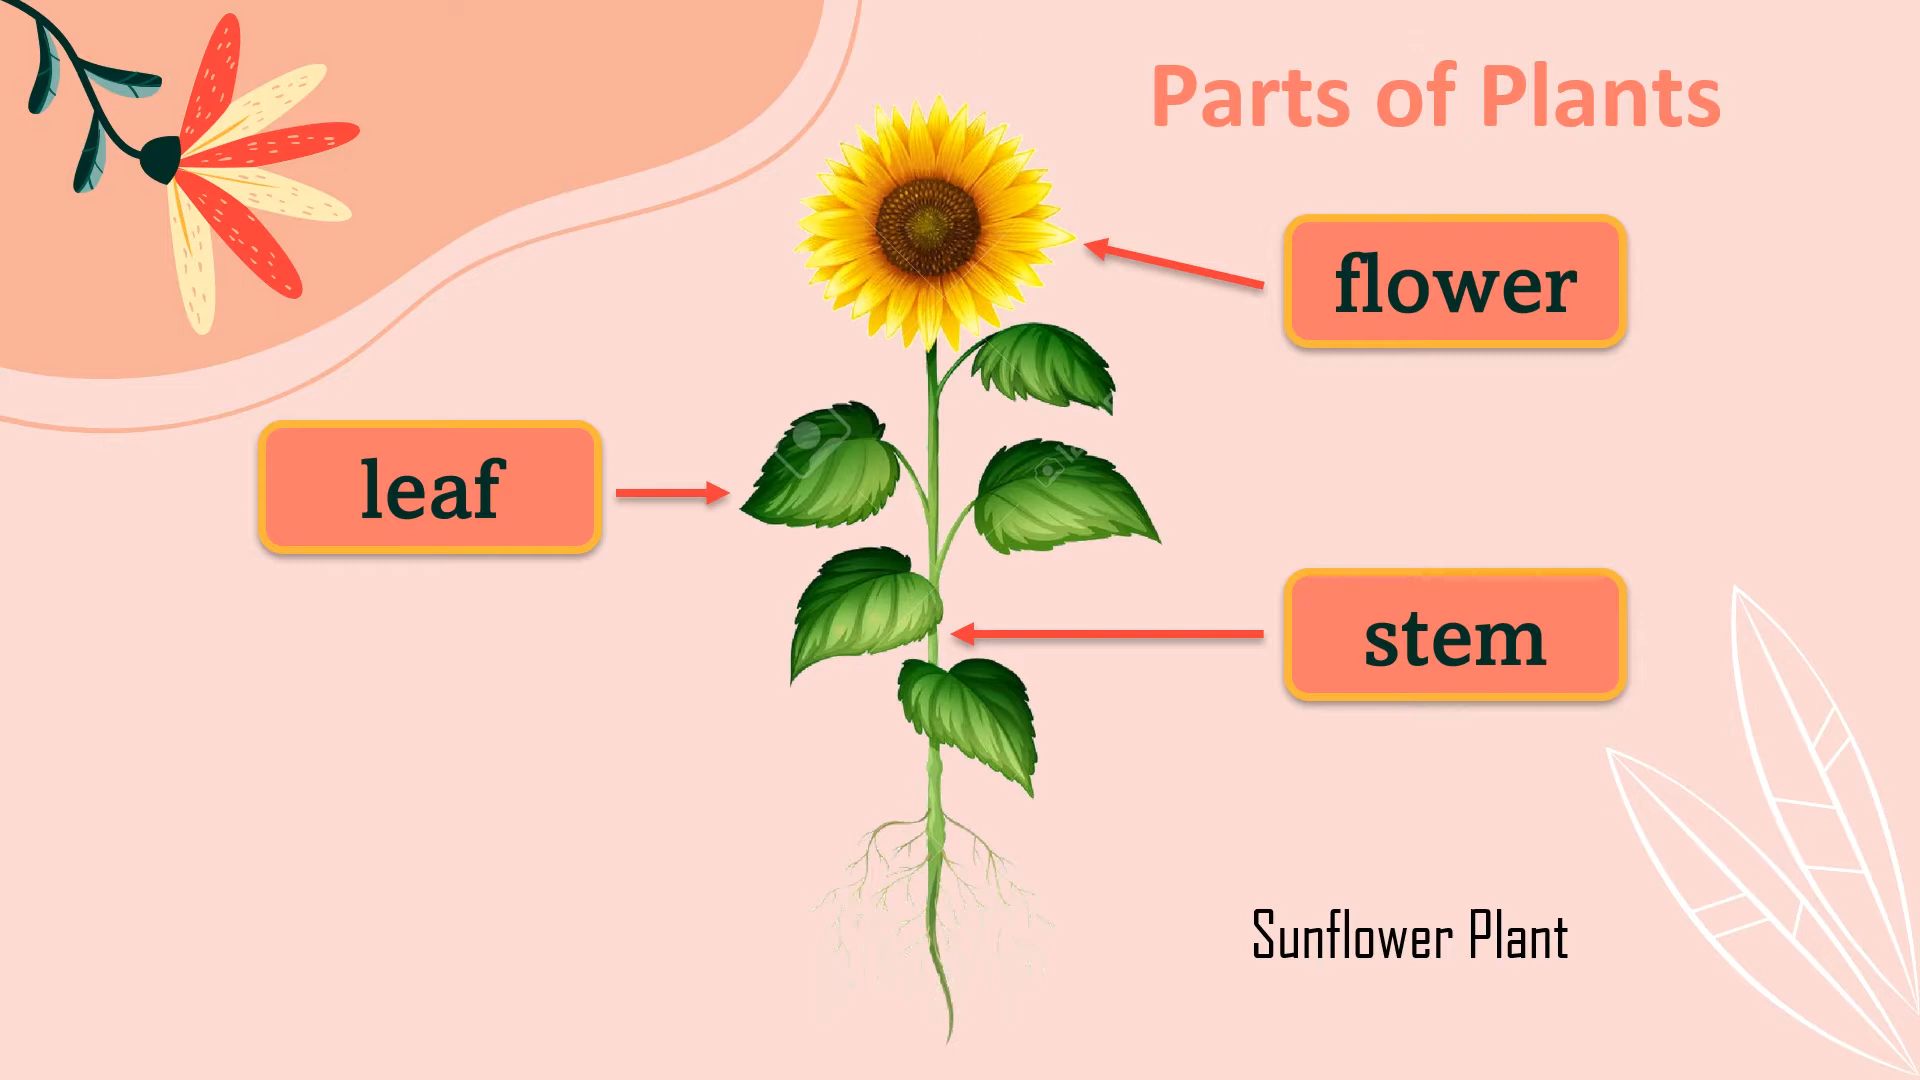 Parts of Plants
flower
leaf
stem
Sunflower Plant